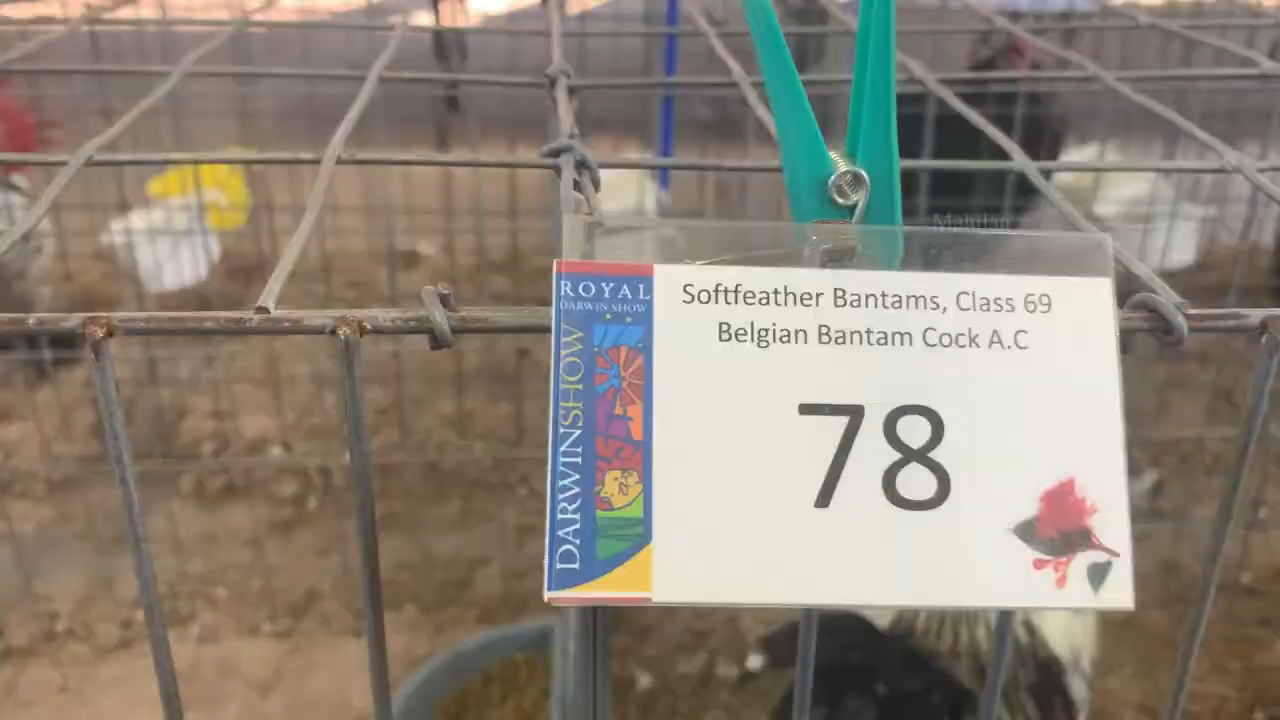 ROYAL
DARWIN SHOW
DARWINSHOW
Softfeather Bantams, Class 69
Belgian Bantam Cock A.C
78